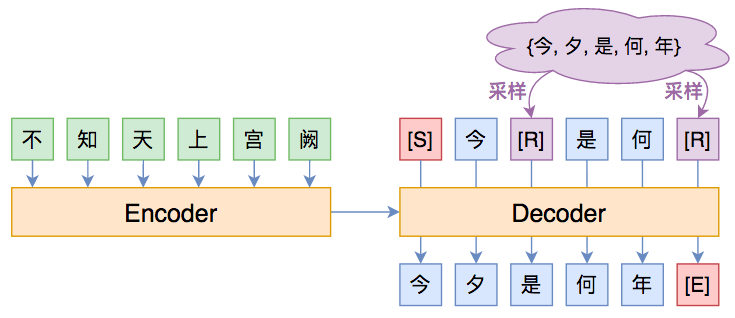 {今, 夕, 是, 何, 年}
采样 采样
不 知 天 上 宫 阙 [S] 今 [R] 是 何 [R]
Encoder Decoder
今 夕 是 何 年 [E]